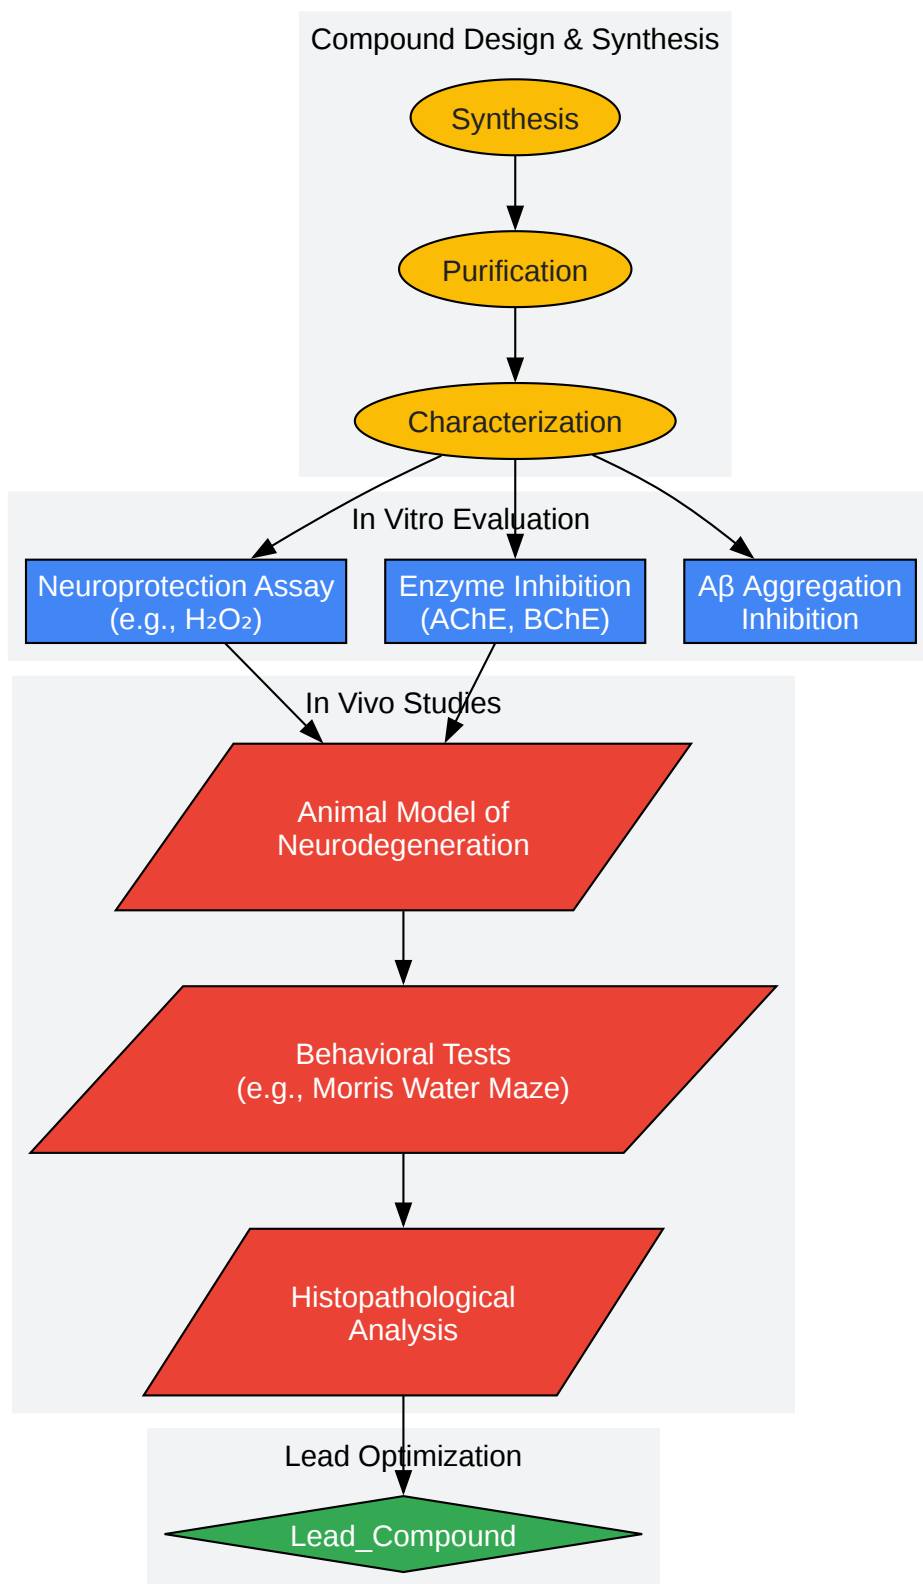 Compound Design & Synthesis
Synthesis
Purification
Characterization
In Vitro Evaluation
Neuroprotection Assay
(e.g., H₂O₂)
Enzyme Inhibition
(AChE, BChE)
Aβ Aggregation
Inhibition
In Vivo Studies
Animal Model of
Neurodegeneration
Behavioral Tests
(e.g., Morris Water Maze)
Histopathological
Analysis
Lead Optimization
Lead_Compound